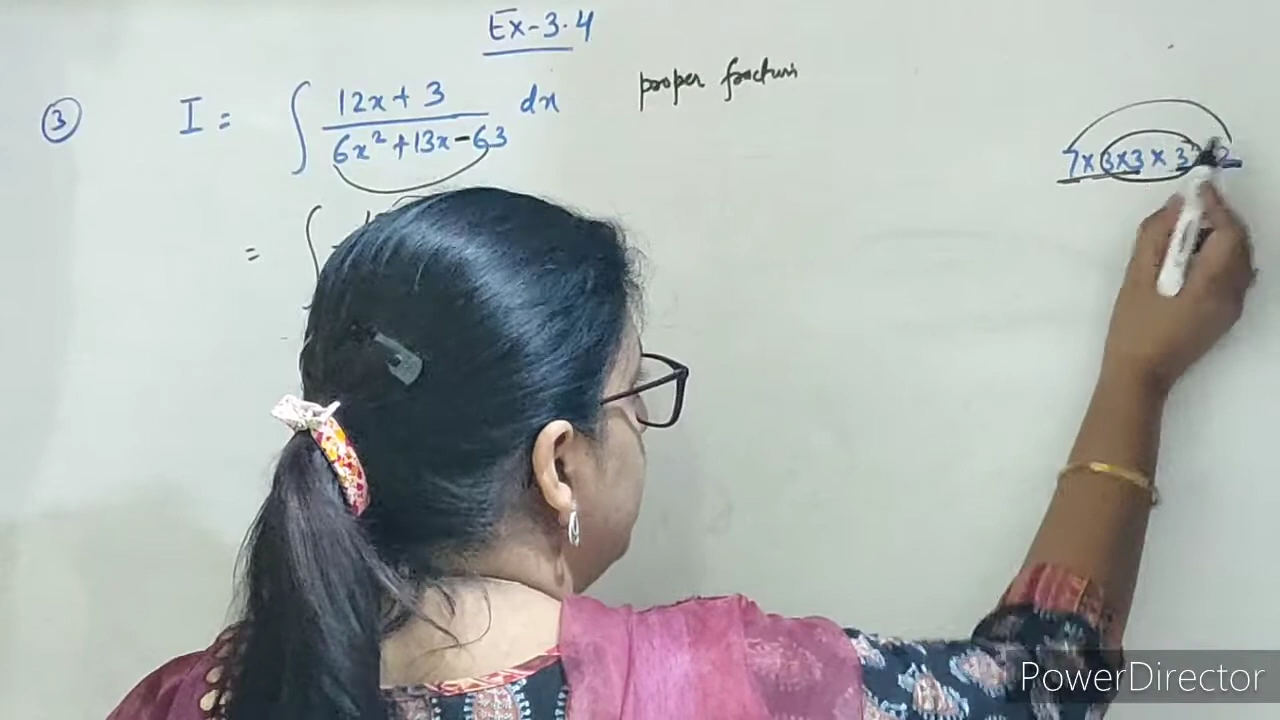 Ex-3.4
③ I = ∫ (12x + 3)/(6x² + 13x - 63) dx
proper fraction
7 × 3 × 3 × 3 × 2
= ∫
PowerDirector